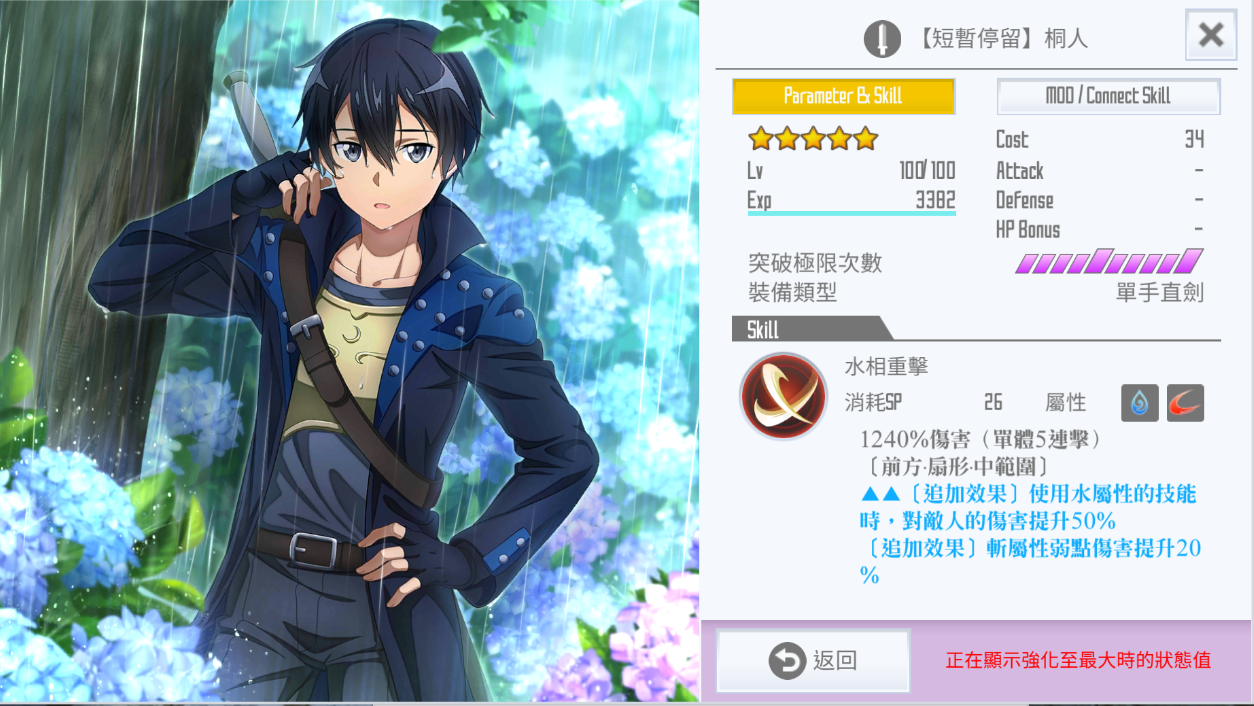 【短暫停留】桐人
Parameter & Skill
MOD / Connect Skill
Lv 100/100
Exp 3382
Cost 34
Attack -
Defense -
HP Bonus -
突破極限次數
裝備類型 單手直劍
Skill
水相重擊
消耗SP 26 屬性
1240%傷害（單體5連擊）
〔前方·扇形·中範圍〕
▲▲〔追加效果〕使用水屬性的技能
時，對敵人的傷害提升50%
〔追加效果〕斬屬性弱點傷害提升20
%
返回
正在顯示強化至最大時的狀態值